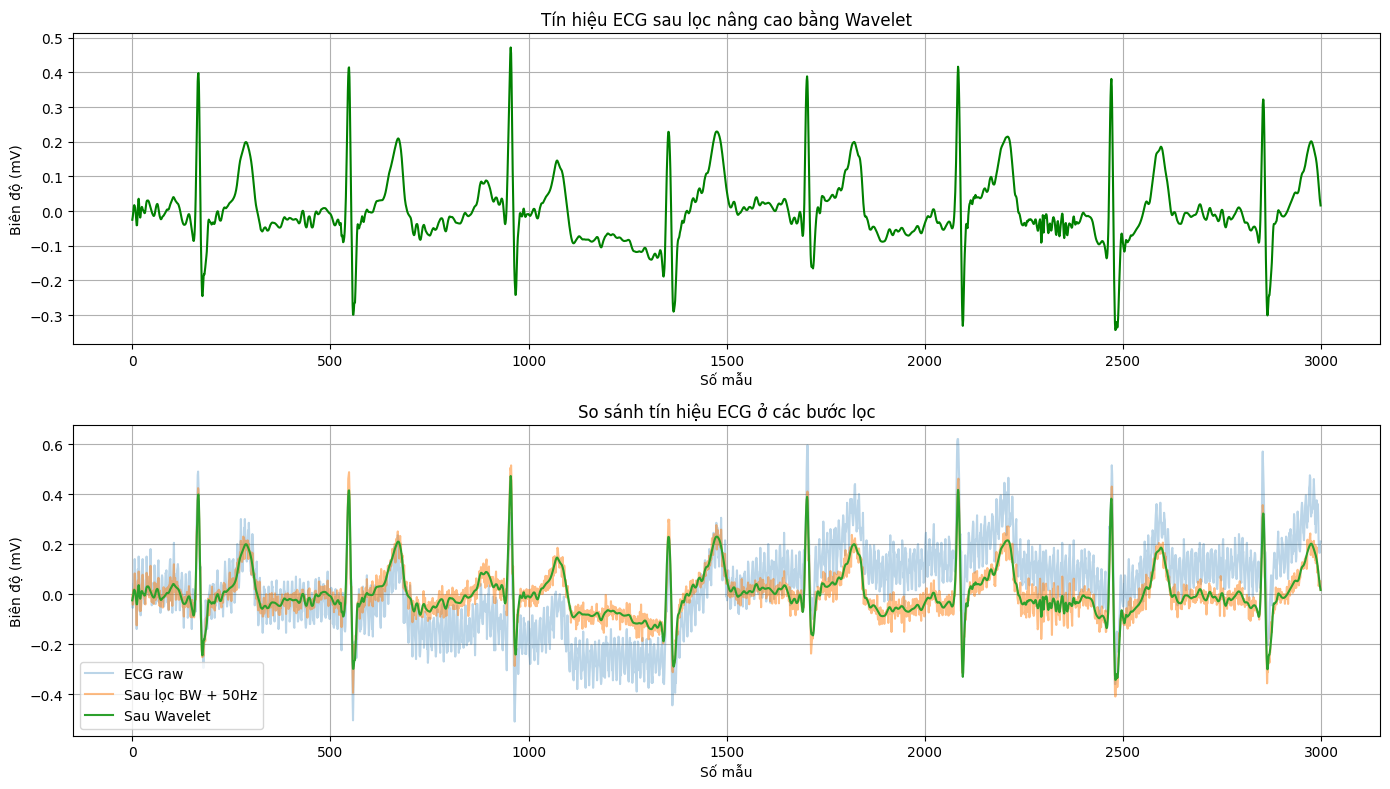 Tín hiệu ECG sau lọc nâng cao bằng Wavelet
0.5
0.4
0.3
0.2
0.1
0.0
−0.1
−0.2
−0.3
Biên độ (mV)
0 500 1000 1500 2000 2500 3000
Số mẫu
So sánh tín hiệu ECG ở các bước lọc
0.6
0.4
0.2
0.0
−0.2
−0.4
Biên độ (mV)
ECG raw
Sau lọc BW + 50Hz
Sau Wavelet
0 500 1000 1500 2000 2500 3000
Số mẫu